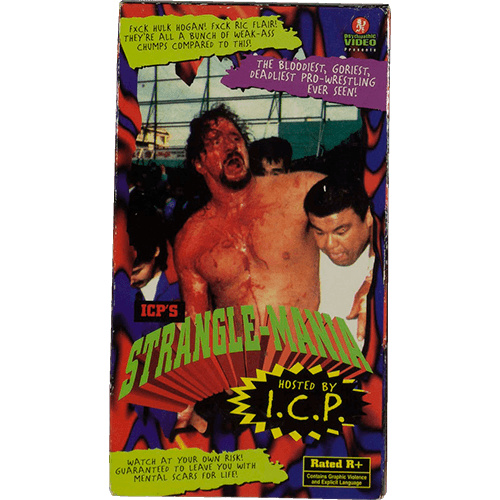 FXCK HULK HOGAN! FXCK RIC FLAIR!
THEY'RE ALL A BUNCH OF WEAK-ASS
CHUMPS COMPARED TO THIS!
Psychopathic
VIDEO
PRESENTS
THE BLOODIEST, GORIEST,
DEADLIEST PRO-WRESTLING
EVER SEEN!
ICP'S
STRANGLE-MANIA
HOSTED BY
I.C.P.
WATCH AT YOUR OWN RISK!
GUARANTEED TO LEAVE YOU WITH
MENTAL SCARS FOR LIFE!
Rated R+
Contains Graphic Violence
and Explicit Language